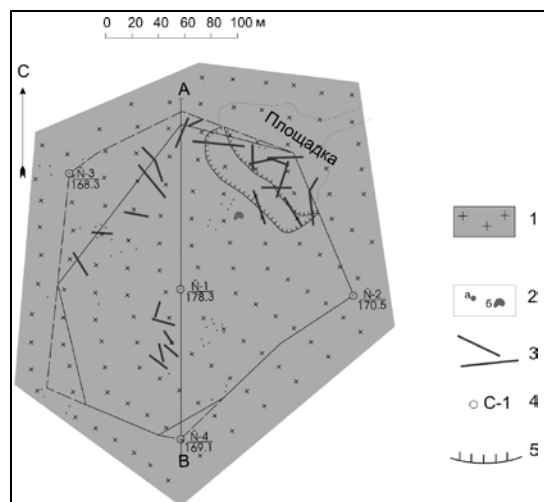 0 20 40 60 80 100 м
С
А
Площадка
Ñ-3
168.3
Ñ-1
178.3
Ñ-2
170.5
Ñ-4
169.1
В
1
а б 2
3
С-1 4
5